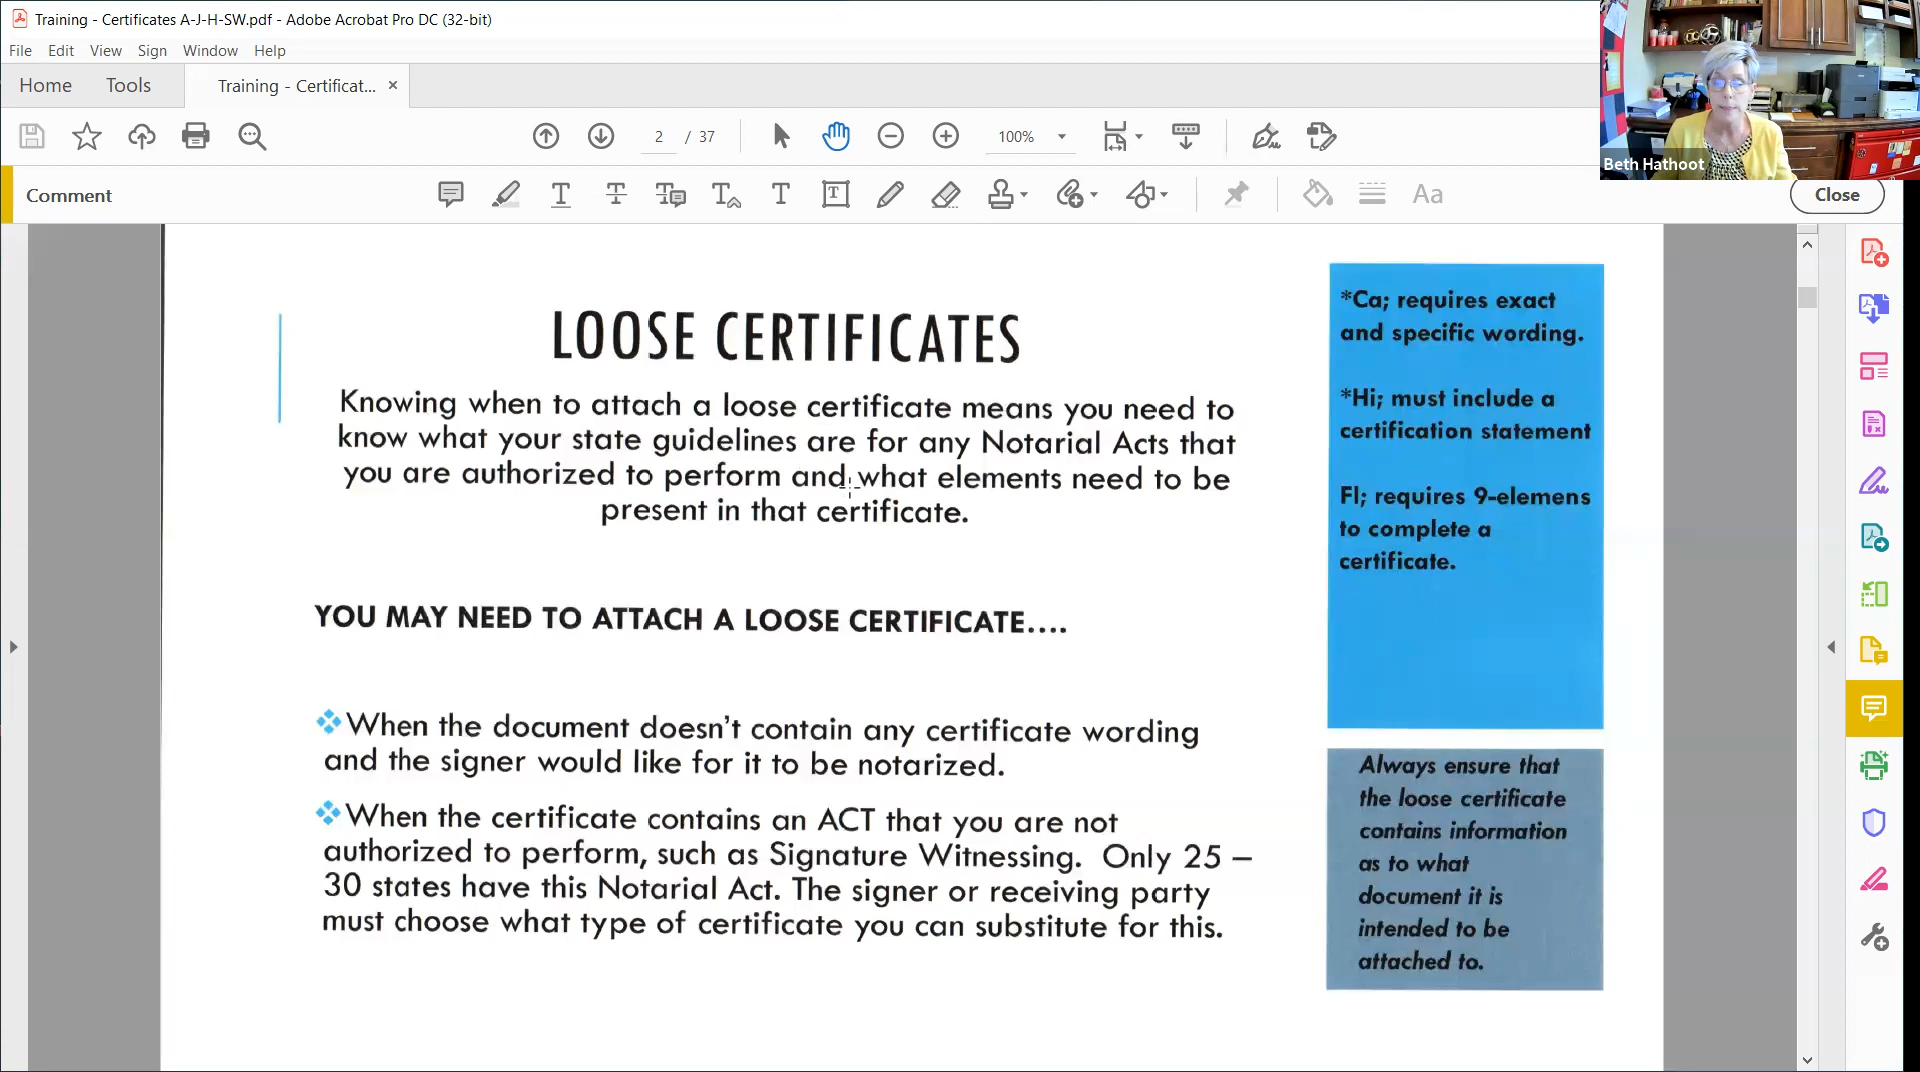 Training - Certificates A-J-H-SW.pdf - Adobe Acrobat Pro DC (32-bit)
File Edit View Sign Window Help
Home Tools Training - Certificat... ×
2 / 37 100%
Comment
Close
Beth Hathoot
LOOSE CERTIFICATES
Knowing when to attach a loose certificate means you need to
know what your state guidelines are for any Notarial Acts that
you are authorized to perform and what elements need to be
present in that certificate.
YOU MAY NEED TO ATTACH A LOOSE CERTIFICATE....
❖When the document doesn't contain any certificate wording
and the signer would like for it to be notarized.
❖When the certificate contains an ACT that you are not
authorized to perform, such as Signature Witnessing. Only 25 –
30 states have this Notarial Act. The signer or receiving party
must choose what type of certificate you can substitute for this.
*Ca; requires exact
and specific wording.
*Hi; must include a
certification statement
Fl; requires 9-elemens
to complete a
certificate.
Always ensure that
the loose certificate
contains information
as to what
document it is
intended to be
attached to.